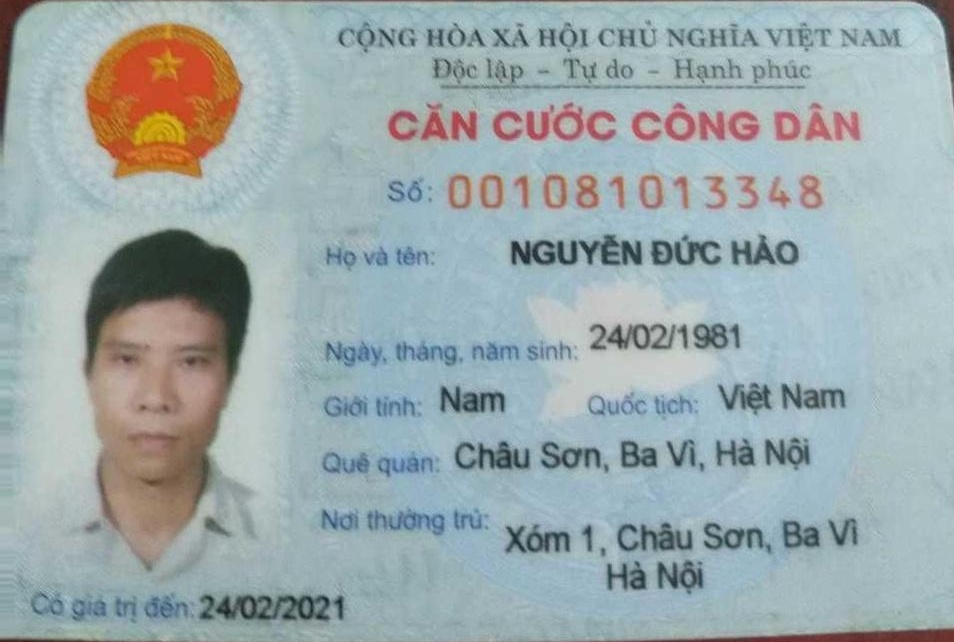 CỘNG HÒA XÃ HỘI CHỦ NGHĨA VIỆT NAM
Độc lập - Tự do - Hạnh phúc
CĂN CƯỚC CÔNG DÂN
Số: 001081013348
Họ và tên: NGUYỄN ĐỨC HẢO
Ngày, tháng, năm sinh: 24/02/1981
Giới tính: Nam Quốc tịch: Việt Nam
Quê quán: Châu Sơn, Ba Vì, Hà Nội
Nơi thường trú: Xóm 1, Châu Sơn, Ba Vì
Hà Nội
Có giá trị đến: 24/02/2021